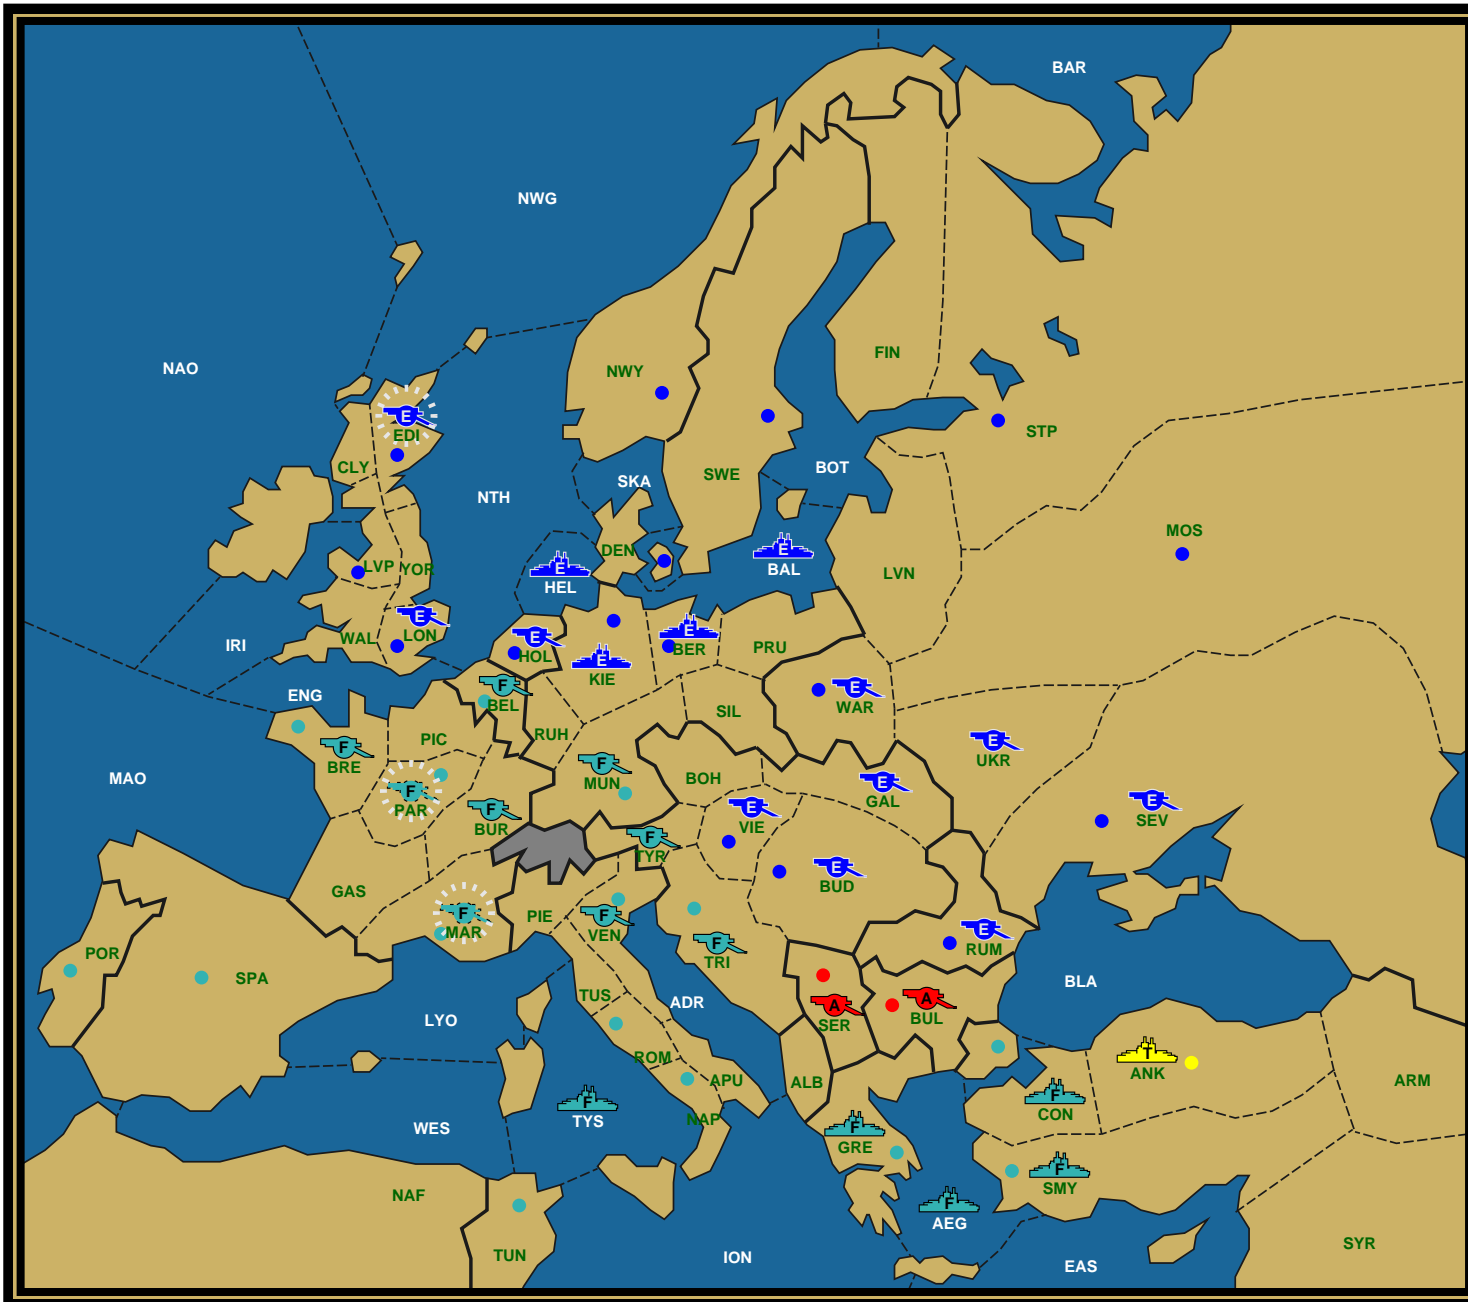 BAR
NWG
NAO
NWY
FIN
E
EDI
STP
CLY
SWE
BOT
SKA
NTH
MOS
DEN
E
BAL
E
HEL
LVP
YOR
LVN
E
LON
WAL
IRI
E
HOL
E
BER
PRU
E
KIE
ENG
F
BEL
E
WAR
SIL
PIC
RUH
F
BRE
E
UKR
MAO
F
MUN
BOH
F
PAR
E
GAL
E
VIE
E
SEV
F
BUR
F
TYR
E
BUD
GAS
F
MAR
PIE
F
VEN
E
RUM
POR
SPA
F
TRI
BLA
TUS
ADR
A
SER
A
BUL
LYO
ROM
T
ANK
APU
ALB
ARM
F
TYS
F
CON
NAP
WES
F
GRE
F
SMY
NAF
F
AEG
TUN
ION
SYR
EAS